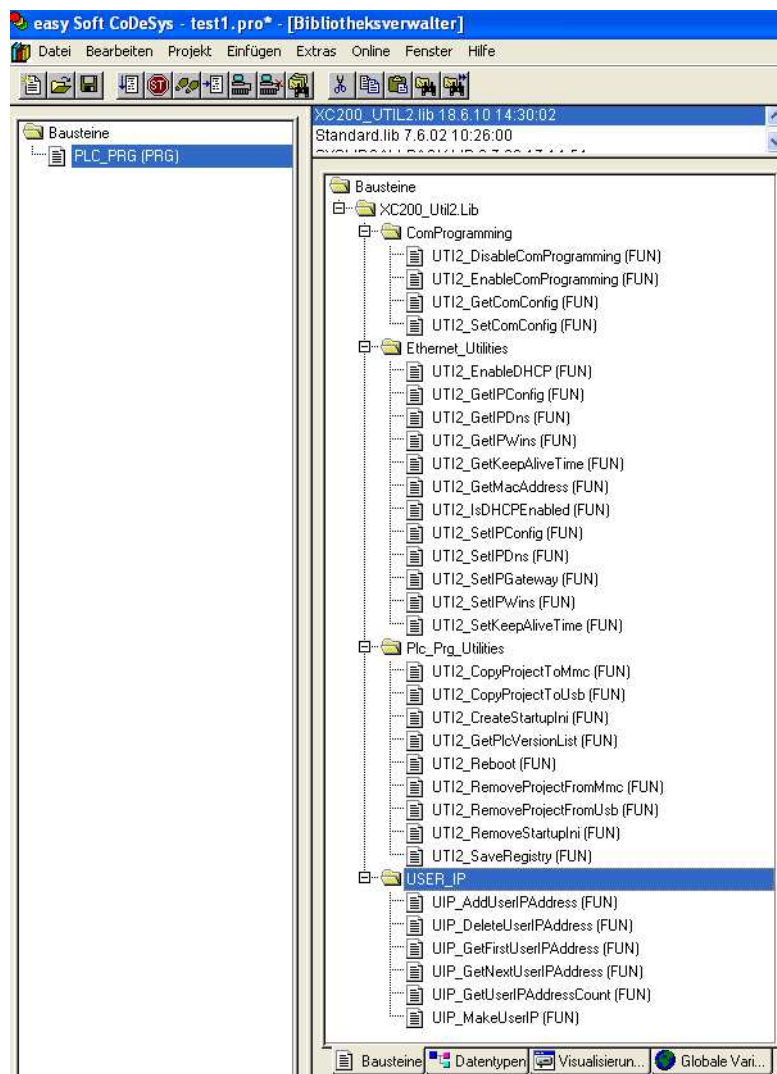 easy Soft CoDeSys - test1.pro* - [Bibliotheksverwalter]
Datei Bearbeiten Projekt Einfügen Extras Online Fenster Hilfe
XC200_UTIL2.lib 18.6.10 14:30:02
Standard.lib 7.6.02 10:26:00
Bausteine
PLC_PRG (PRG)
Bausteine
XC200_Util2.Lib
ComProgramming
UTI2_DisableComProgramming (FUN)
UTI2_EnableComProgramming (FUN)
UTI2_GetComConfig (FUN)
UTI2_SetComConfig (FUN)
Ethernet_Utilities
UTI2_EnableDHCP (FUN)
UTI2_GetIPConfig (FUN)
UTI2_GetIPDns (FUN)
UTI2_GetIPWins (FUN)
UTI2_GetKeepAliveTime (FUN)
UTI2_GetMacAddress (FUN)
UTI2_IsDHCPEnabled (FUN)
UTI2_SetIPConfig (FUN)
UTI2_SetIPDns (FUN)
UTI2_SetIPGateway (FUN)
UTI2_SetIPWins (FUN)
UTI2_SetKeepAliveTime (FUN)
Plc_Prg_Utilities
UTI2_CopyProjectToMmc (FUN)
UTI2_CopyProjectToUsb (FUN)
UTI2_CreateStartupIni (FUN)
UTI2_GetPlcVersionList (FUN)
UTI2_Reboot (FUN)
UTI2_RemoveProjectFromMmc (FUN)
UTI2_RemoveProjectFromUsb (FUN)
UTI2_RemoveStartupIni (FUN)
UTI2_SaveRegistry (FUN)
USER_IP
UIP_AddUserIPAddress (FUN)
UIP_DeleteUserIPAddress (FUN)
UIP_GetFirstUserIPAddress (FUN)
UIP_GetNextUserIPAddress (FUN)
UIP_GetUserIPAddressCount (FUN)
UIP_MakeUserIP (FUN)
Bausteine Datentypen Visualisierun... Globale Vari...